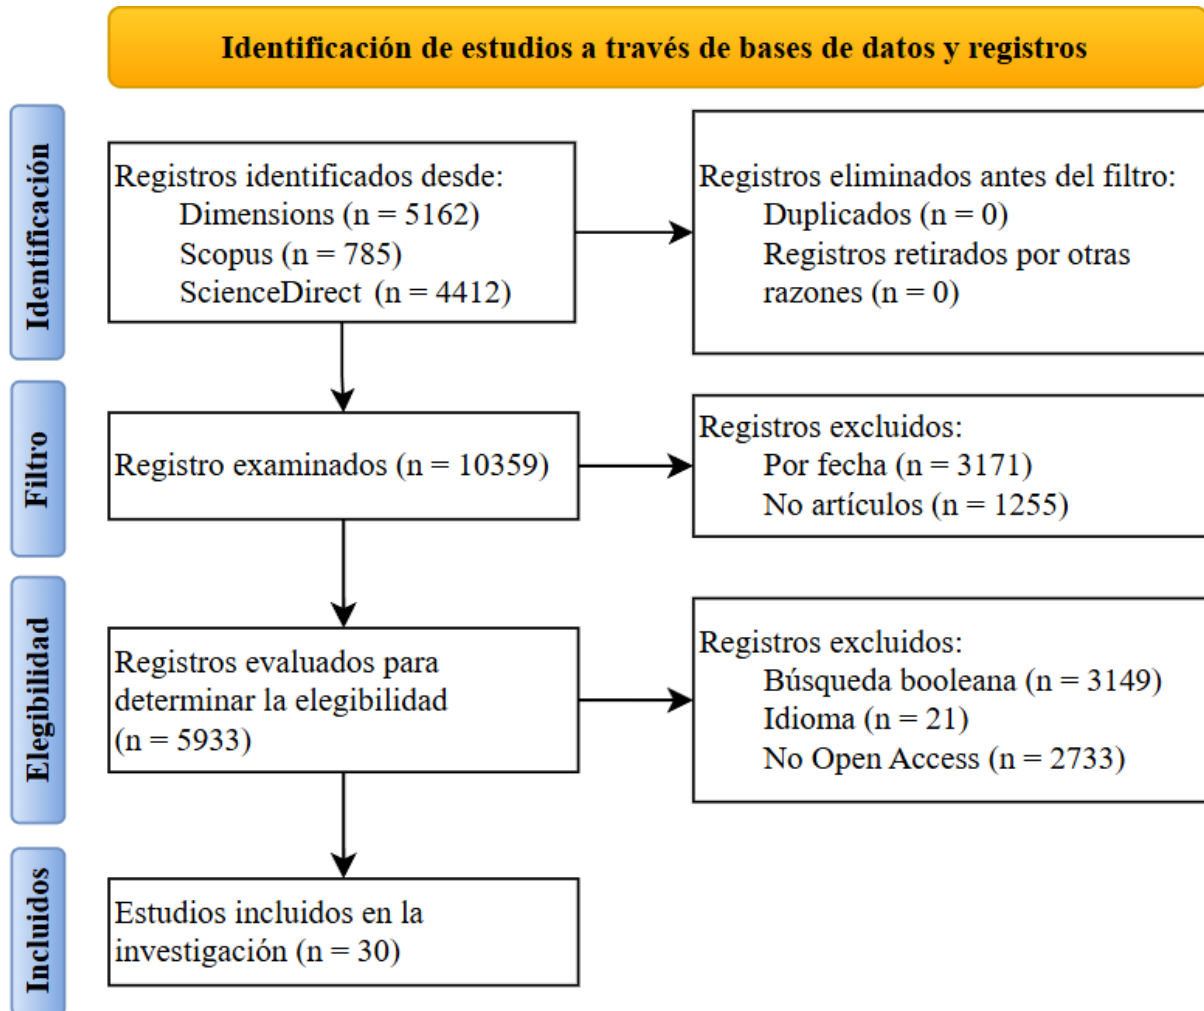 Identificación de estudios a través de bases de datos y registros
Identificación
Registros identificados desde:
Dimensions (n = 5162)
Scopus (n = 785)
ScienceDirect (n = 4412)
Registros eliminados antes del filtro:
Duplicados (n = 0)
Registros retirados por otras
razones (n = 0)
Filtro
Registro examinados (n = 10359)
Registros excluidos:
Por fecha (n = 3171)
No artículos (n = 1255)
Elegibilidad
Registros evaluados para
determinar la elegibilidad
(n = 5933)
Registros excluidos:
Búsqueda booleana (n = 3149)
Idioma (n = 21)
No Open Access (n = 2733)
Incluidos
Estudios incluidos en la
investigación (n = 30)